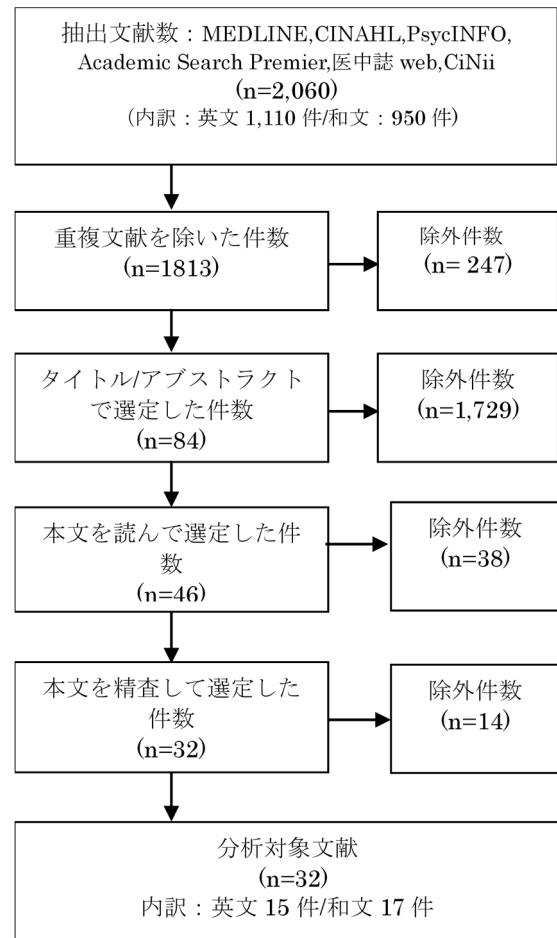 抽出文献数：MEDLINE,CINAHL,PsycINFO,
Academic Search Premier,医中誌 web,CiNii
(n=2,060)
（内訳：英文 1,110 件/和文：950 件）
重複文献を除いた件数
(n=1813)
除外件数
(n= 247)
タイトル/アブストラクト
で選定した件数
(n=84)
除外件数
(n=1,729)
本文を読んで選定した件
数
(n=46)
除外件数
(n=38)
本文を精査して選定した
件数
(n=32)
除外件数
(n=14)
分析対象文献
(n=32)
内訳：英文 15 件/和文 17 件